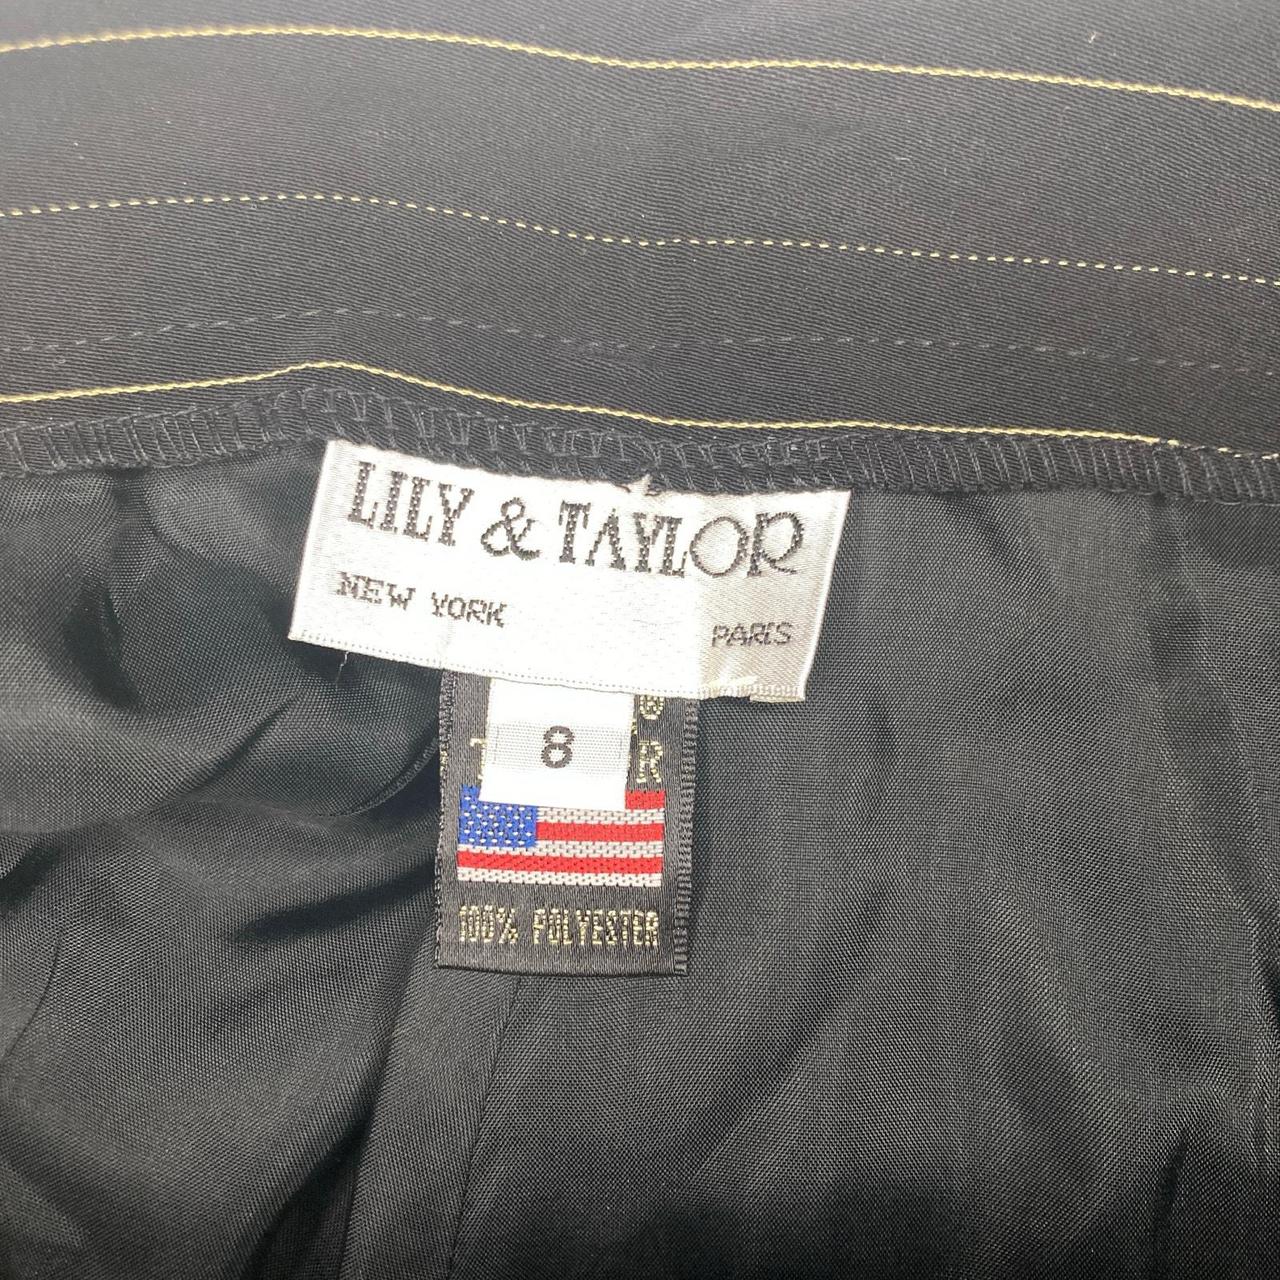 LILY & TAYLOR
NEW YORK PARIS
8
R
100% POLYESTER